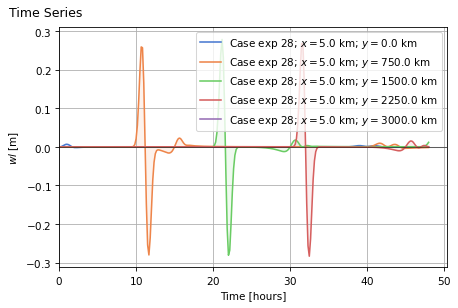 Time Series
0.3
0.2
0.1
0.0
−0.1
−0.2
−0.3
wl [m]
Case exp 28; x = 5.0 km; y = 0.0 km
Case exp 28; x = 5.0 km; y = 750.0 km
Case exp 28; x = 5.0 km; y = 1500.0 km
Case exp 28; x = 5.0 km; y = 2250.0 km
Case exp 28; x = 5.0 km; y = 3000.0 km
0 10 20 30 40 50
Time [hours]